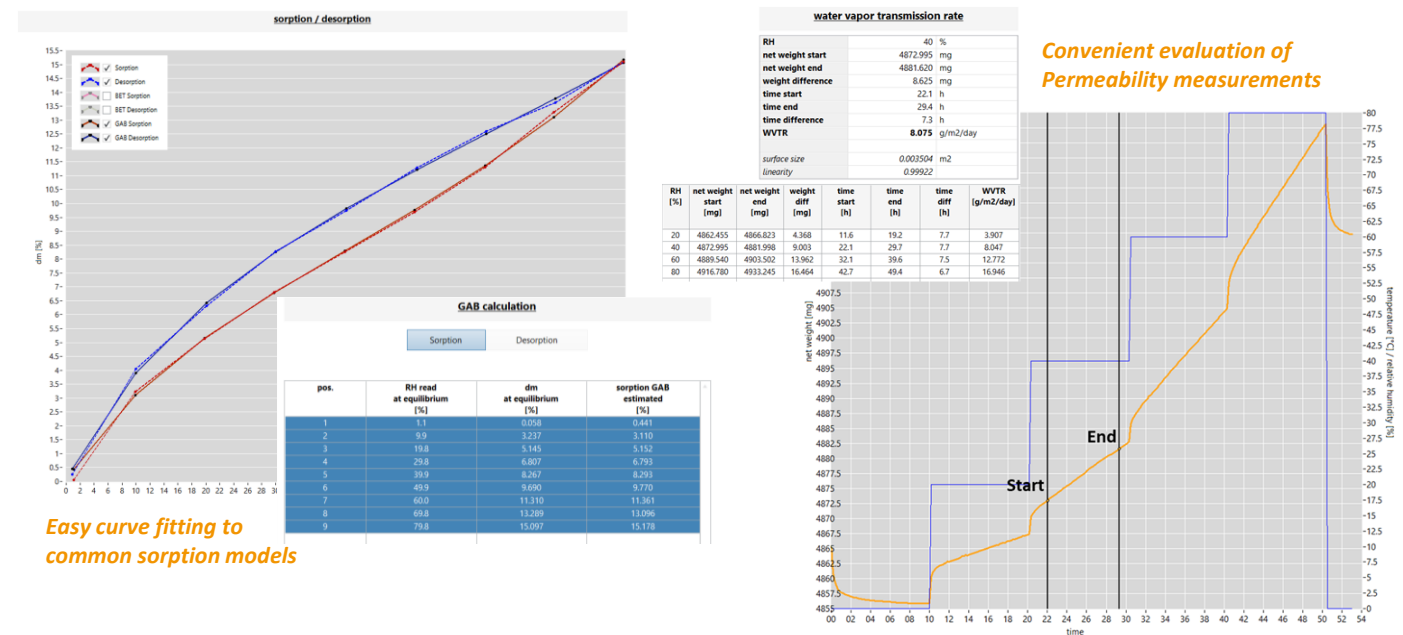 sorption / desorption
15.5-
15-
14.5-
14-
13.5-
13-
12.5-
12-
11.5-
11-
10.5-
10-
9.5-
9-
8.5-
8-
7.5-
7-
6.5-
6-
5.5-
5-
4.5-
4-
3.5-
3-
2.5-
2-
1.5-
1-
0.5-
0-
dm [%]
Sorption
Desorption
BET Sorption
BET Desorption
GAB Sorption
GAB Desorption
0 2 4 6 8 10 12 14 16 18 20 22 24 26 28 30
Easy curve fitting to
common sorption models
GAB calculation
Sorption Desorption
pos. RH read dm sorption GAB
at equilibrium at equilibrium estimated
[%] [%] [%]
1 1.1 0.058 0.441
2 9.9 3.237 3.110
3 19.8 5.145 5.152
4 29.8 6.807 6.793
5 39.9 8.267 8.293
6 49.9 9.690 9.770
7 60.0 11.310 11.361
8 69.8 13.289 13.096
9 79.8 15.097 15.178
water vapor transmission rate
RH 40 %
net weight start 4872.995 mg
net weight end 4881.620 mg
weight difference 8.625 mg
time start 22.1 h
time end 29.4 h
time difference 7.3 h
WVTR 8.075 g/m2/day
surface size 0.003504 m2
linearity 0.99922
RH net weight net weight weight time time time WVTR
[%] start end diff start end diff [g/m2/day]
[mg] [mg] [mg] [h] [h] [h]
20 4862.455 4866.823 4.368 11.6 19.2 7.7 3.907
40 4872.995 4881.998 9.003 22.1 29.7 7.7 8.047
60 4889.540 4903.502 13.962 32.1 39.6 7.5 12.772
80 4916.780 4933.245 16.464 42.7 49.4 6.7 16.946
Convenient evaluation of
Permeability measurements
4907.5
4905
4902.5
4900
4897.5
4895
4892.5
4890
4887.5
4885
4882.5
4880
4877.5
4875
4872.5
4870
4867.5
4865
4862.5
4860
4857.5
4855
net weight [mg]
Start
End
-80
-77.5
-75
-72.5
-70
-67.5
-65
-62.5
-60
-57.5
-55
-52.5
-50
-47.5
-45
-42.5
-40
-37.5
-35
-32.5
-30
-27.5
-25
-22.5
-20
-17.5
-15
-12.5
-10
-7.5
-5
-2.5
-0
temperature [°C] / relative humidity [%]
00 02 04 06 08 10 12 14 16 18 20 22 24 26 28 30 32 34 36 38 40 42 44 46 48 50 52 54
time